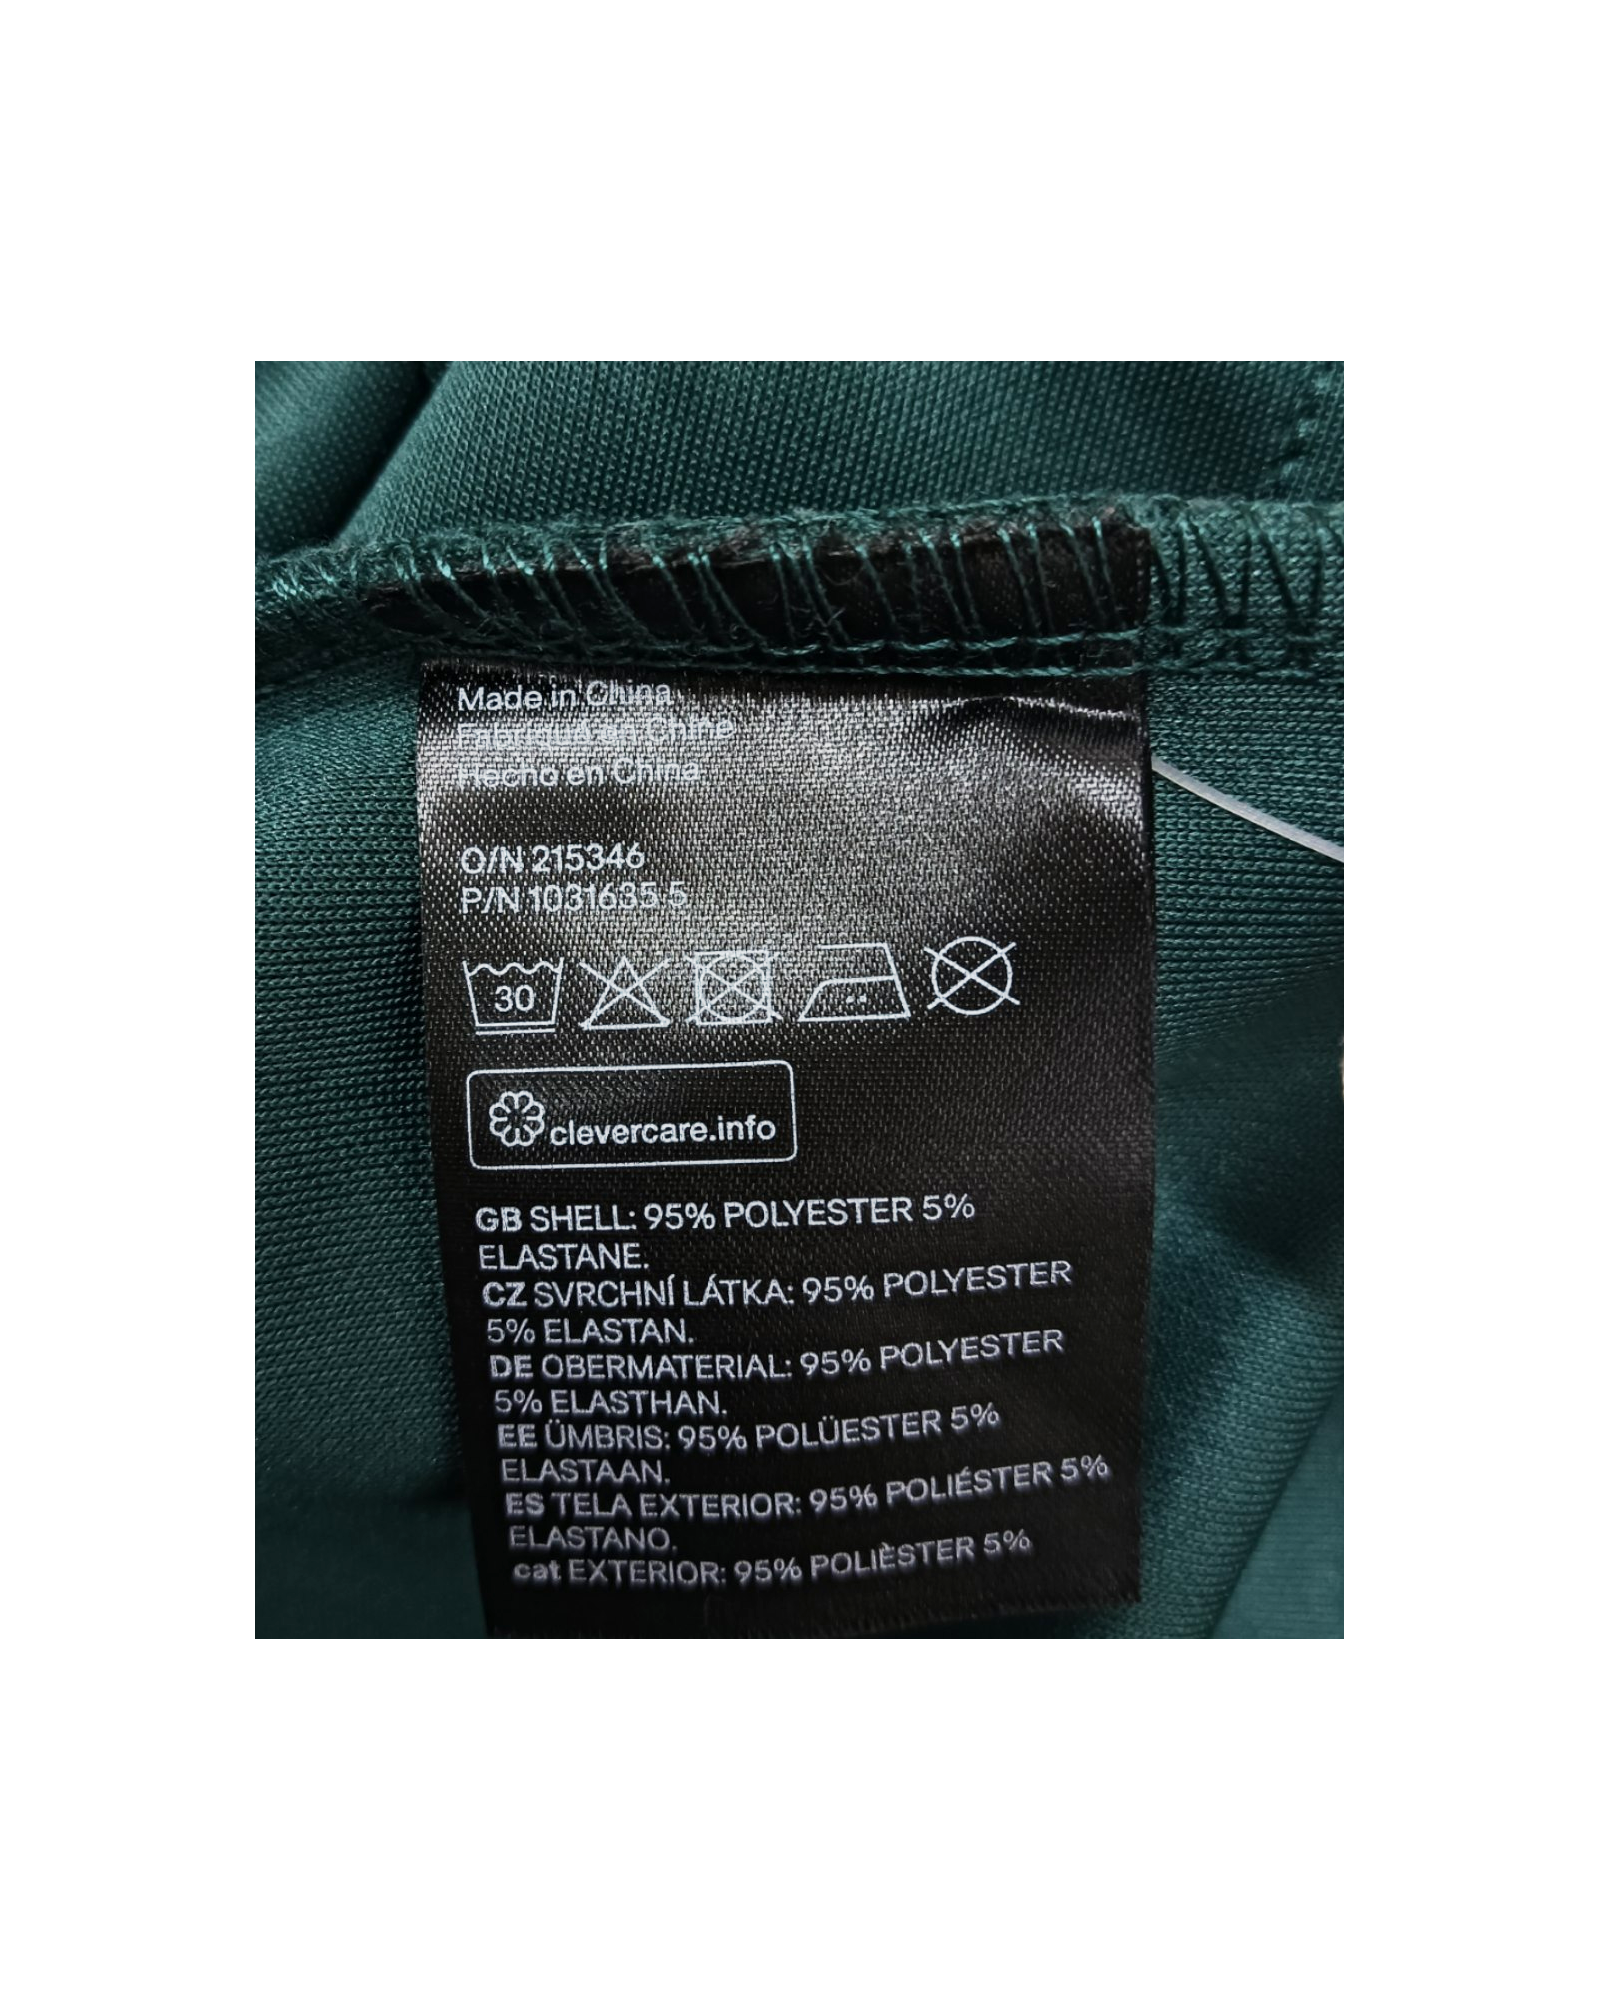 Made in China
Fabriqué en Chine
Hecho en China
O/N 215346
P/N 1031635 5
30
clevercare.info
GB SHELL: 95% POLYESTER 5%
ELASTANE.
CZ SVRCHNÍ LÁTKA: 95% POLYESTER
5% ELASTAN.
DE OBERMATERIAL: 95% POLYESTER
5% ELASTHAN.
EE ÜMBRIS: 95% POLÜESTER 5%
ELASTAAN.
ES TELA EXTERIOR: 95% POLIÉSTER 5%
ELASTANO.
cat EXTERIOR: 95% POLIÈSTER 5%